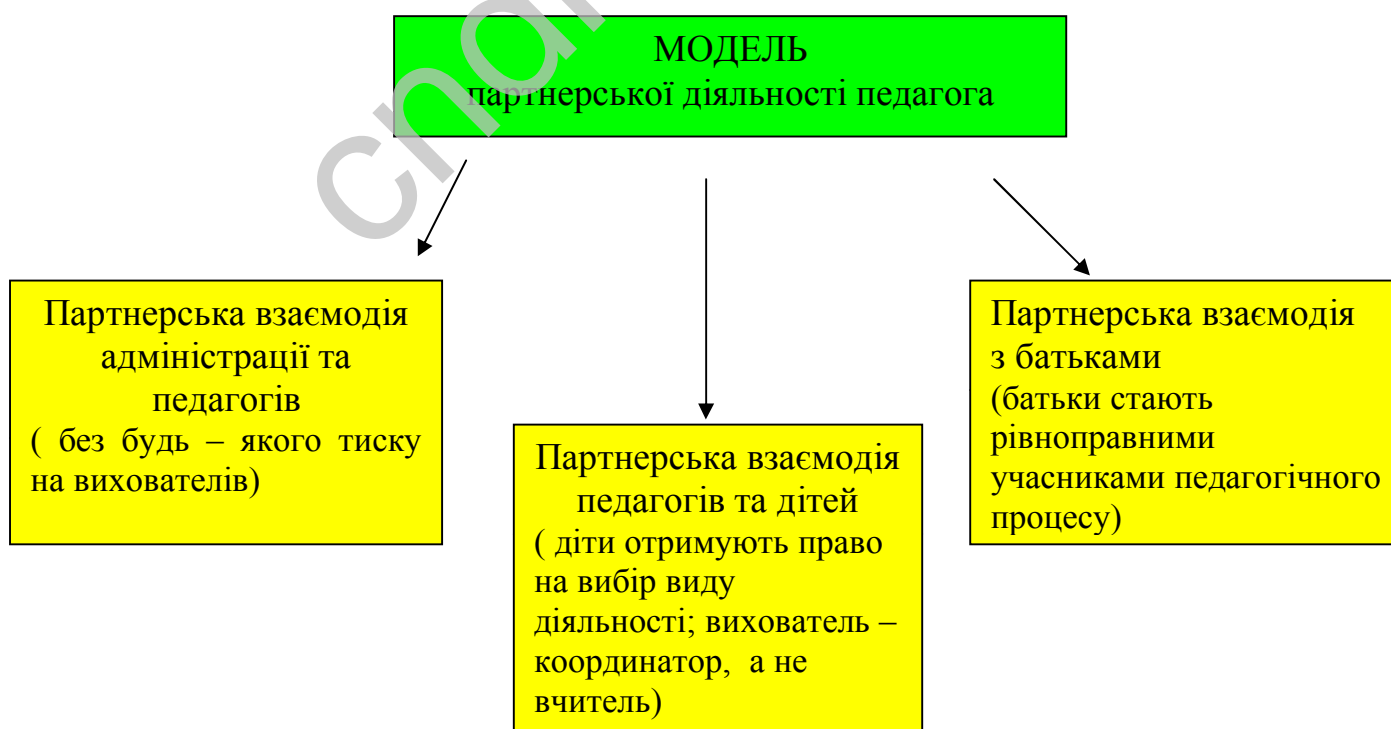 МОДЕЛЬ
партнерської діяльності педагога
Партнерська взаємодія
адміністрації та
педагогів
( без будь – якого тиску
на вихователів)
Партнерська взаємодія
педагогів та дітей
( діти отримують право
на вибір виду
діяльності; вихователь –
координатор, а не
вчитель)
Партнерська взаємодія
з батьками
(батьки стають
рівноправними
учасниками педагогічного
процесу)